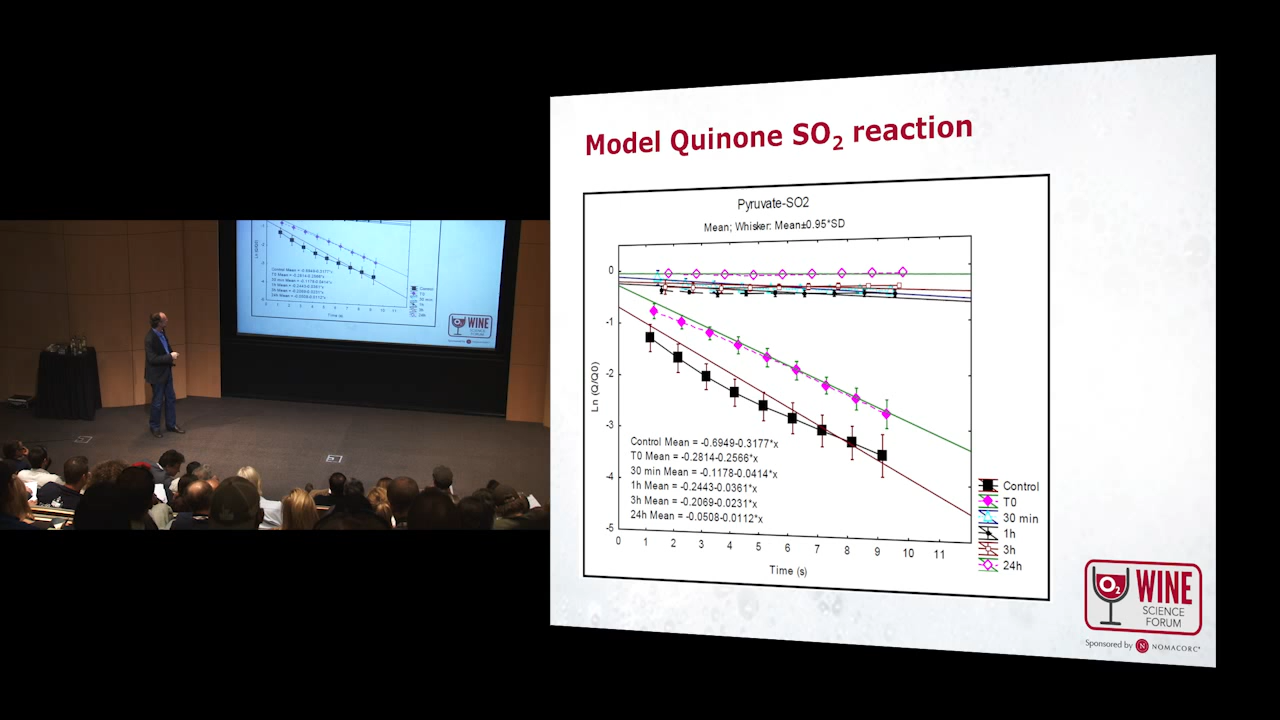 Model Quinone SO₂ reaction
Pyruvate-SO2
Mean; Whisker: Mean±0.95*SD
0
-1
-2
-3
-4
-5
Ln (Q/Q0)
Control Mean = -0.6949-0.3177*x
T0 Mean = -0.2814-0.2566*x
30 min Mean = -0.1178-0.0414*x
1h Mean = -0.2443-0.0361*x
3h Mean = -0.2069-0.0231*x
24h Mean = -0.0508-0.0112*x
0 1 2 3 4 5 6 7 8 9 10 11
Time (s)
Control
T0
30 min
1h
3h
24h
O₂ WINE
SCIENCE
FORUM
Sponsored by N NOMACORC
WINE